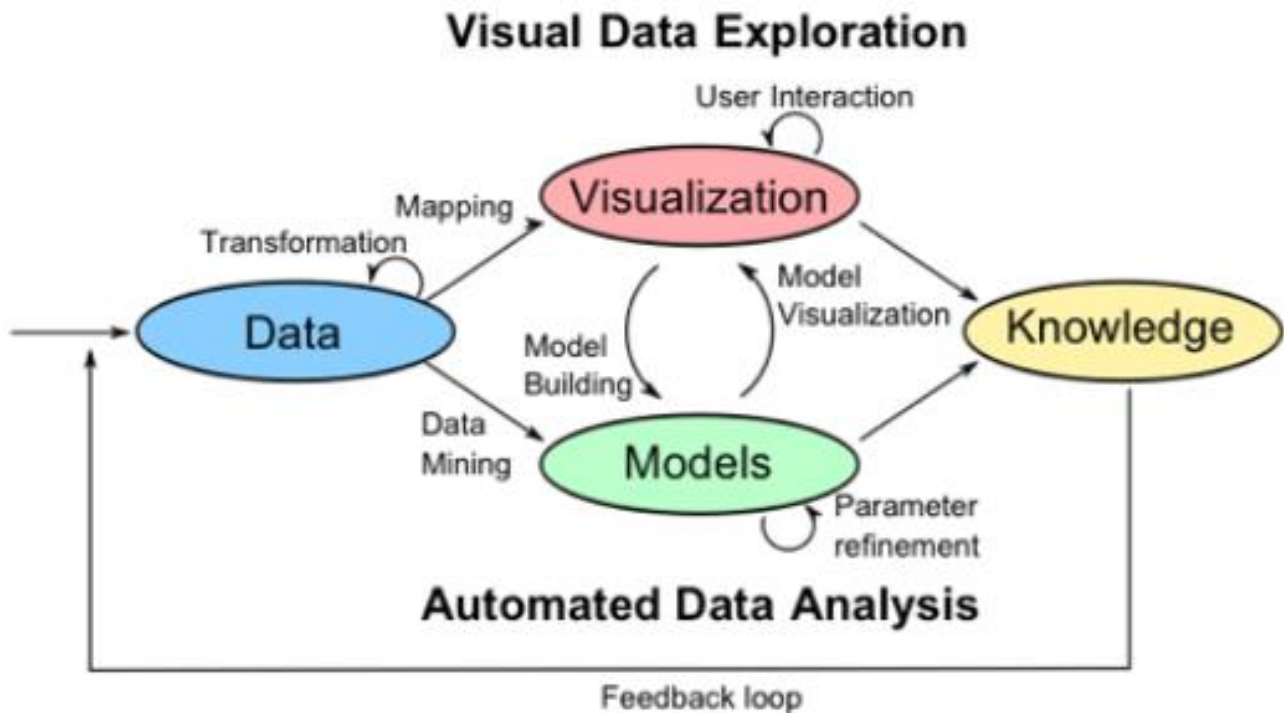 Visual Data Exploration
User Interaction
Visualization
Mapping
Transformation
Data
Model
Visualization
Knowledge
Model
Building
Data
Mining
Models
Parameter
refinement
Automated Data Analysis
Feedback loop